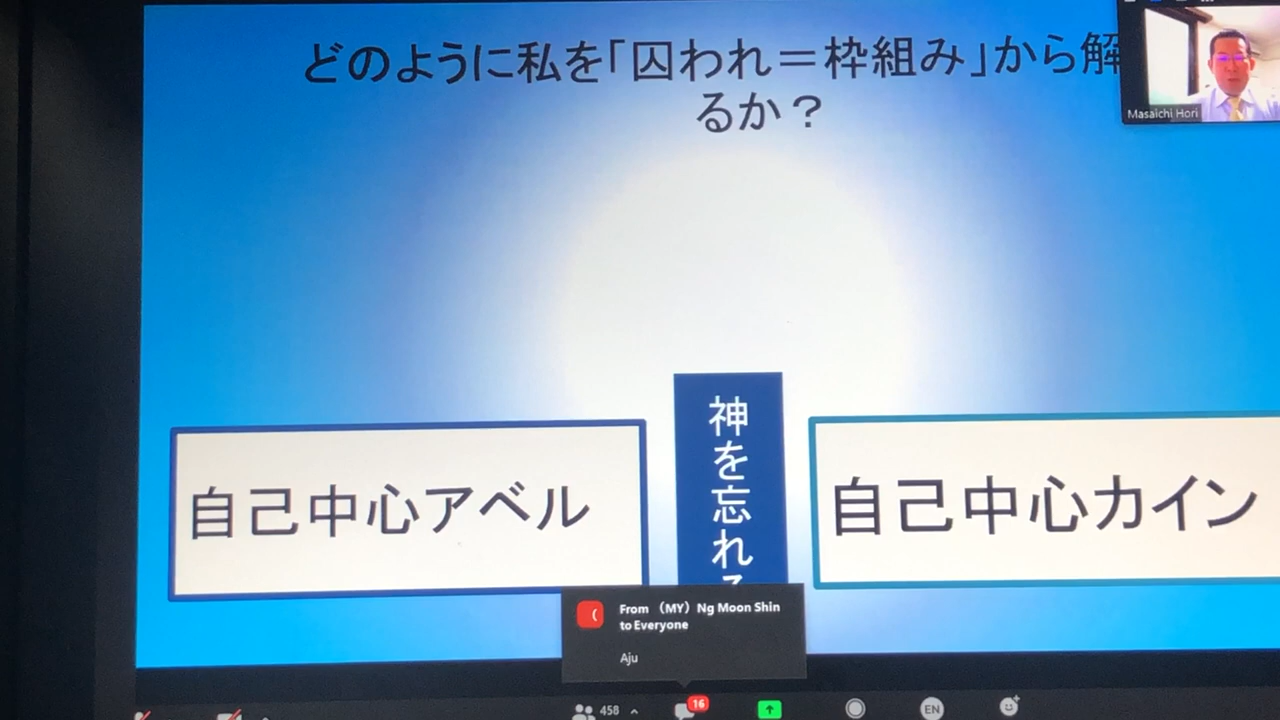 どのように私を「囚われ＝枠組み」から解
るか？
Masaichi Hori
神を忘れ
自己中心アベル
自己中心カイン
From （MY）Ng Moon Shin
to Everyone
Aju
458
16
EN